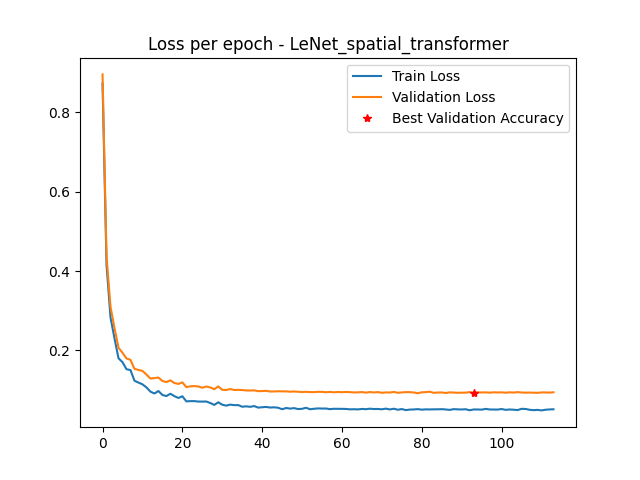 Loss per epoch - LeNet_spatial_transformer
Train Loss
Validation Loss
Best Validation Accuracy
0.8
0.6
0.4
0.2
0 20 40 60 80 100